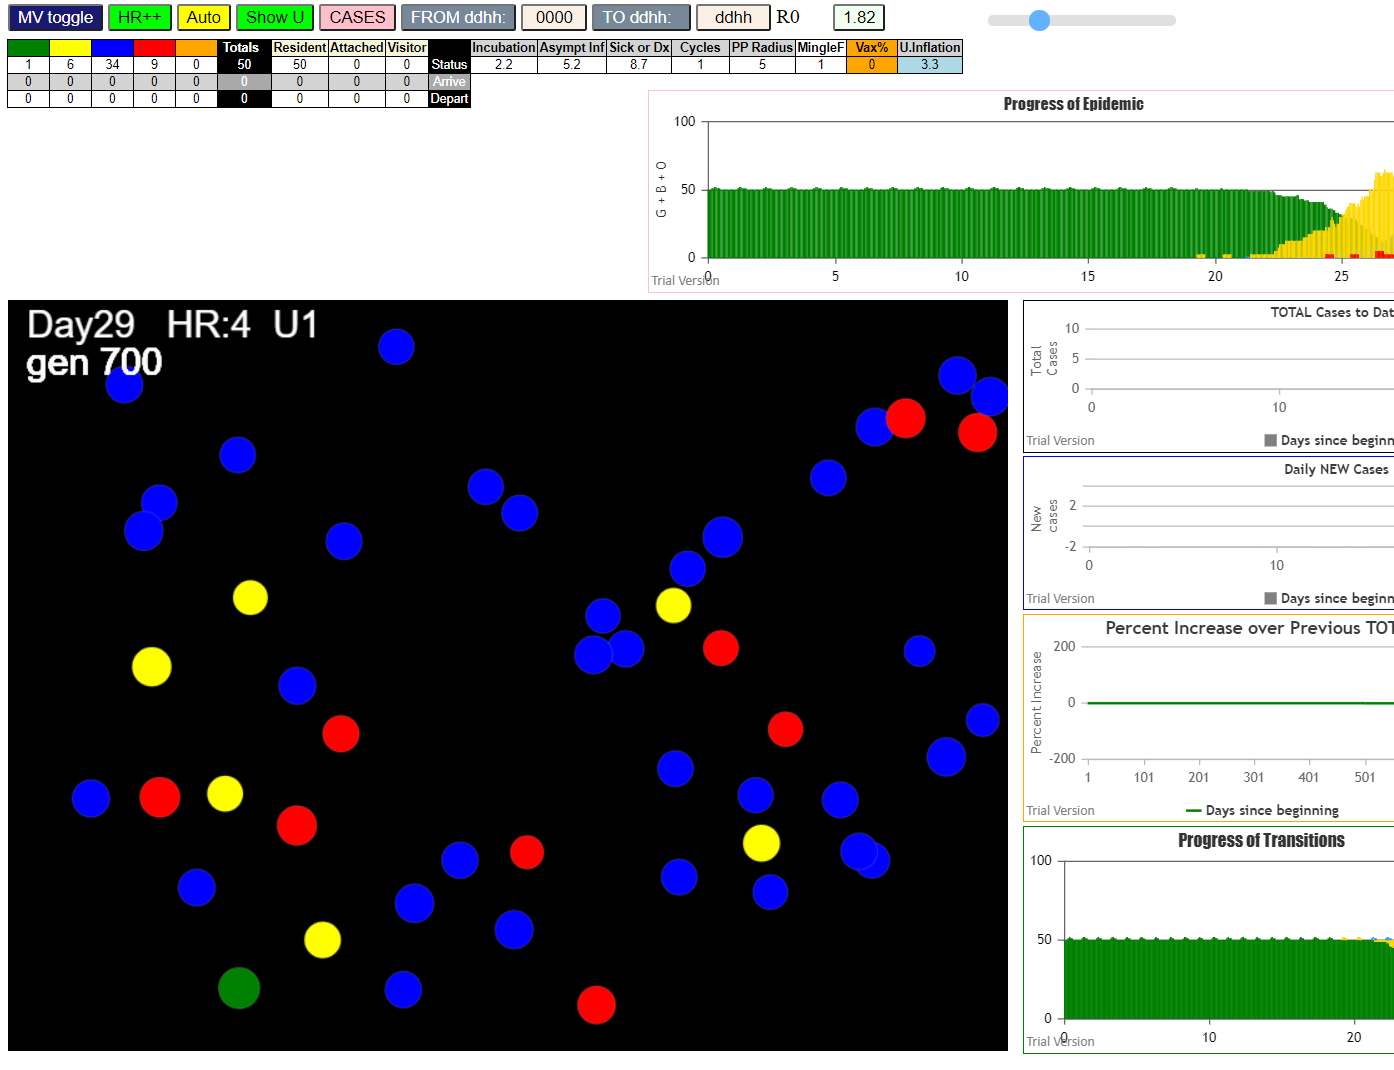 MV toggle HR++ Auto Show U CASES FROM ddhh: 0000 TO ddhh: ddhh R0 1.82
Totals Resident Attached Visitor Incubation Asympt Inf Sick or Dx Cycles PP Radius MingleF Vax% U.Inflation
1 6 34 9 0 50 50 0 0 Status 2.2 5.2 8.7 1 5 1 0 3.3
0 0 0 0 0 0 0 0 0 Arrive
0 0 0 0 0 0 0 0 0 Depart
Progress of Epidemic
100
50
0
G + B + O
0 5 10 15 20 25
Trial Version
Day29 HR:4 U1
gen 700
TOTAL Cases to Dat
Total
Cases
10
5
0
0 10
Trial Version
Days since beginn
Daily NEW Cases
New
cases
2
-2
0 10
Trial Version
Days since beginn
Percent Increase over Previous TOT
Percent Increase
200
0
-200
1 101 201 301 401 501
Trial Version
Days since beginning
Progress of Transitions
100
50
0
0 10 20
Trial Version